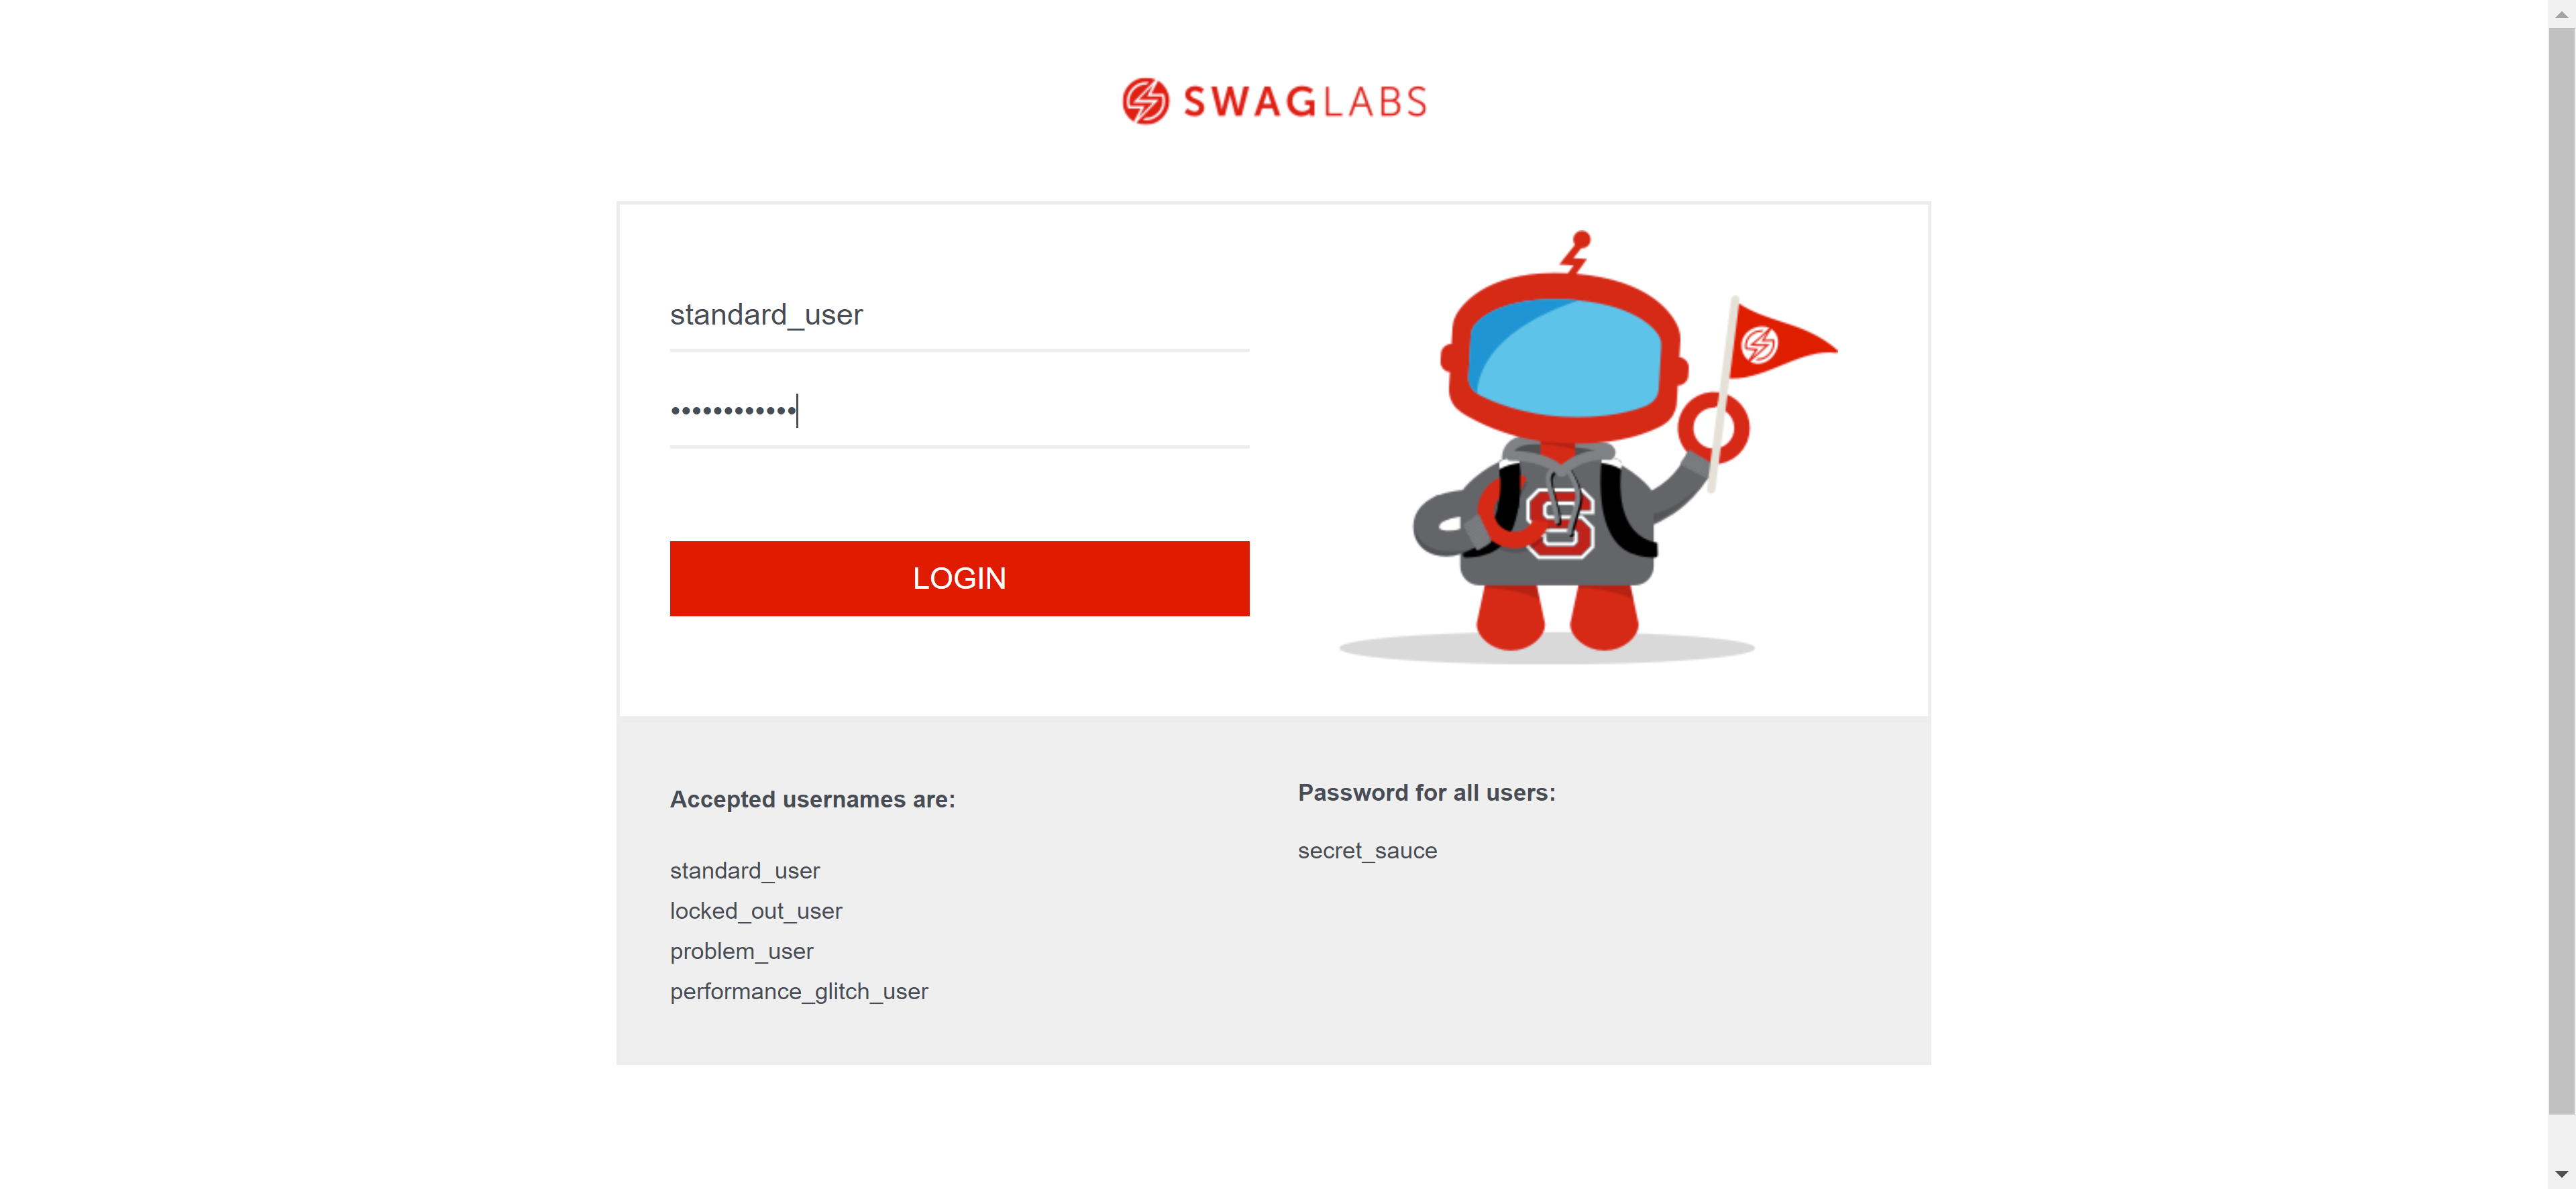 SWAGLABS
standard_user
••••••••••••
LOGIN
S
Accepted usernames are:
standard_user
locked_out_user
problem_user
performance_glitch_user
Password for all users:
secret_sauce